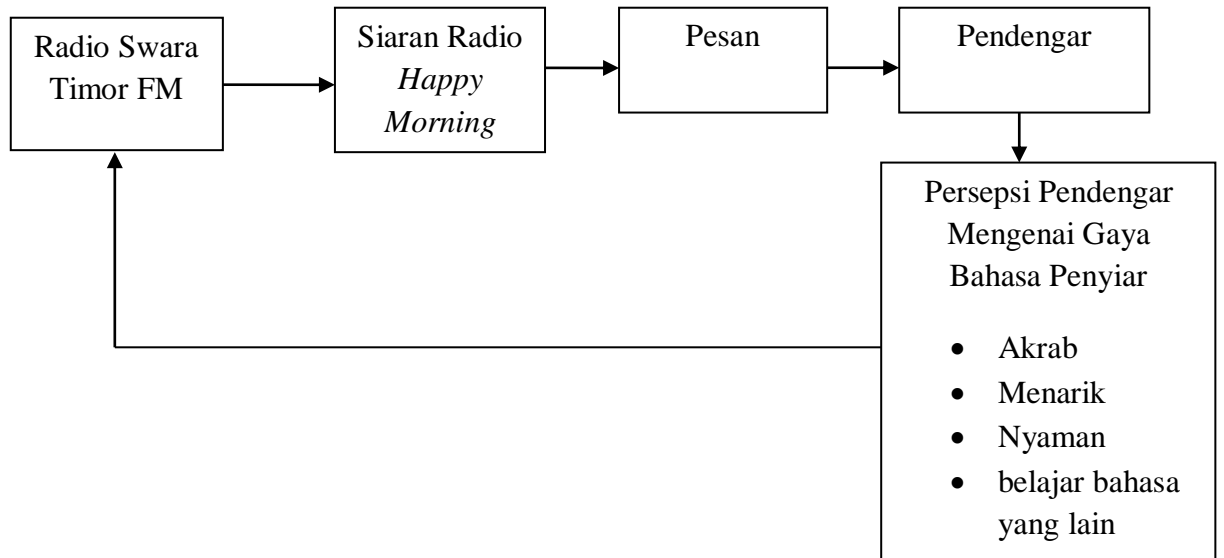 Radio Swara
Timor FM
Siaran Radio
Happy
Morning
Pesan
Pendengar
Persepsi Pendengar
Mengenai Gaya
Bahasa Penyiar
• Akrab
• Menarik
• Nyaman
• belajar bahasa
yang lain